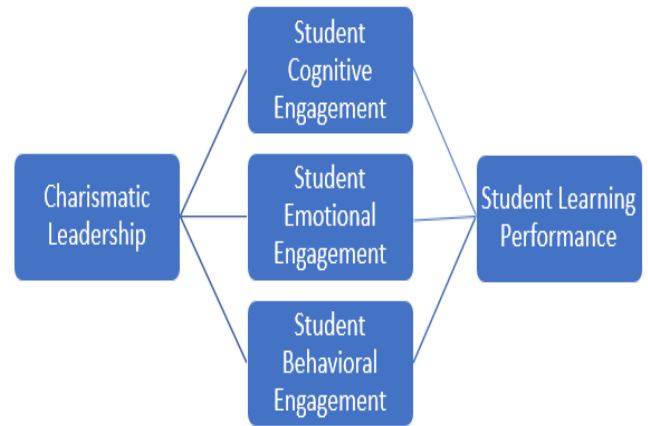 Student
Cognitive
Engagement
Charismatic
Leadership
Student
Emotional
Engagement
Student Learning
Performance
Student
Behavioral
Engagement